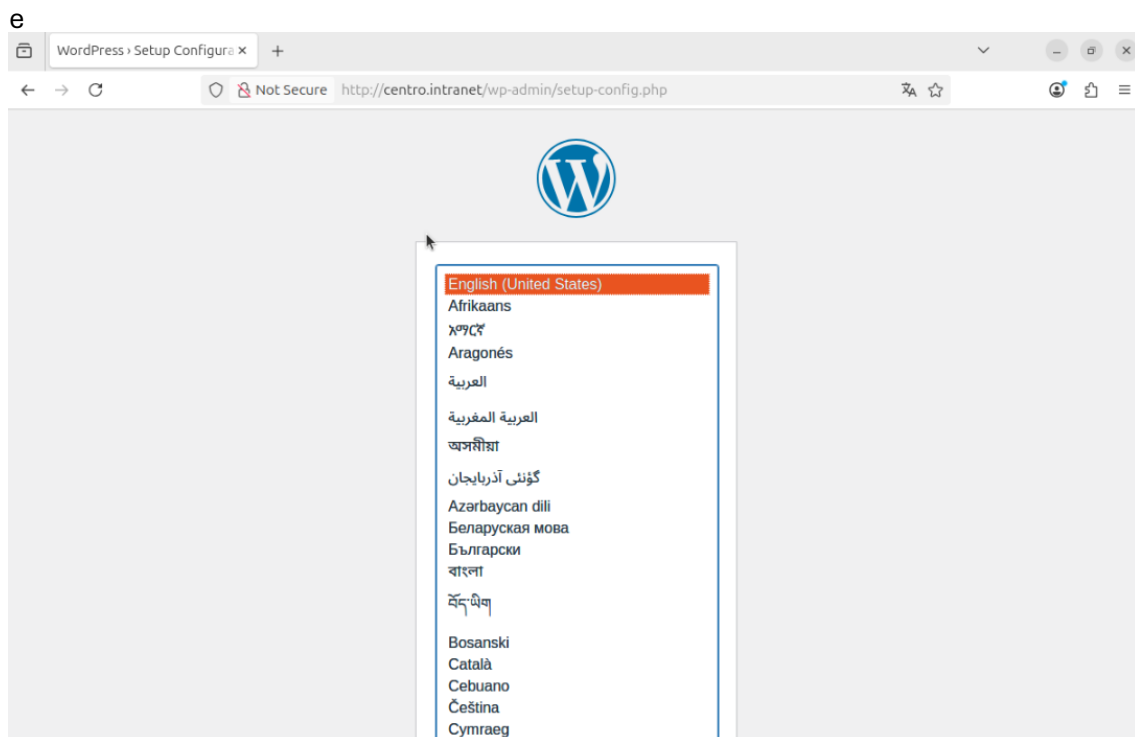 e
WordPress › Setup Configura
Not Secure http://centro.intranet/wp-admin/setup-config.php
English (United States)
Afrikaans
አማርኛ
Aragonés
العربية
العربية المغربية
অসমীয়া
گؤنئی آذربایجان
Azərbaycan dili
Беларуская мова
Български
বাংলা
བོད་ཡིག
Bosanski
Català
Cebuano
Čeština
Cymraeg